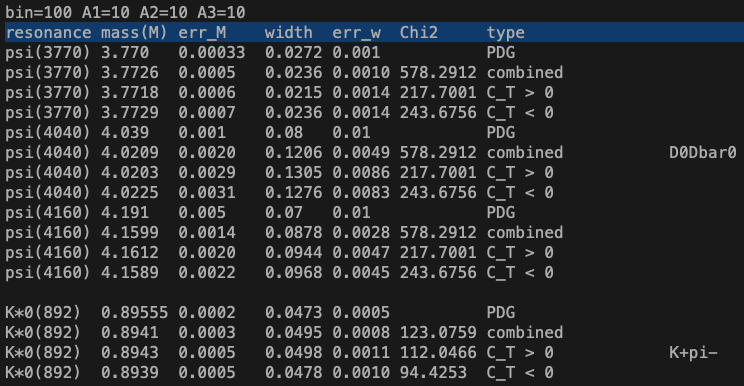 bin=100 A1=10 A2=10 A3=10
resonance mass(M) err_M width err_w Chi2 type
psi(3770) 3.770 0.00033 0.0272 0.001 PDG
psi(3770) 3.7726 0.0005 0.0236 0.0010 578.2912 combined
psi(3770) 3.7718 0.0006 0.0215 0.0014 217.7001 C_T > 0
psi(3770) 3.7729 0.0007 0.0236 0.0014 243.6756 C_T < 0
psi(4040) 4.039 0.001 0.08 0.01 PDG
psi(4040) 4.0209 0.0020 0.1206 0.0049 578.2912 combined D0Dbar0
psi(4040) 4.0203 0.0029 0.1305 0.0086 217.7001 C_T > 0
psi(4040) 4.0225 0.0031 0.1276 0.0083 243.6756 C_T < 0
psi(4160) 4.191 0.005 0.07 0.01 PDG
psi(4160) 4.1599 0.0014 0.0878 0.0028 578.2912 combined
psi(4160) 4.1612 0.0020 0.0944 0.0047 217.7001 C_T > 0
psi(4160) 4.1589 0.0022 0.0968 0.0045 243.6756 C_T < 0
K*0(892) 0.89555 0.0002 0.0473 0.0005 PDG
K*0(892) 0.8941 0.0003 0.0495 0.0008 123.0759 combined
K*0(892) 0.8943 0.0005 0.0498 0.0011 112.0466 C_T > 0 K+pi-
K*0(892) 0.8939 0.0005 0.0478 0.0010 94.4253 C_T < 0